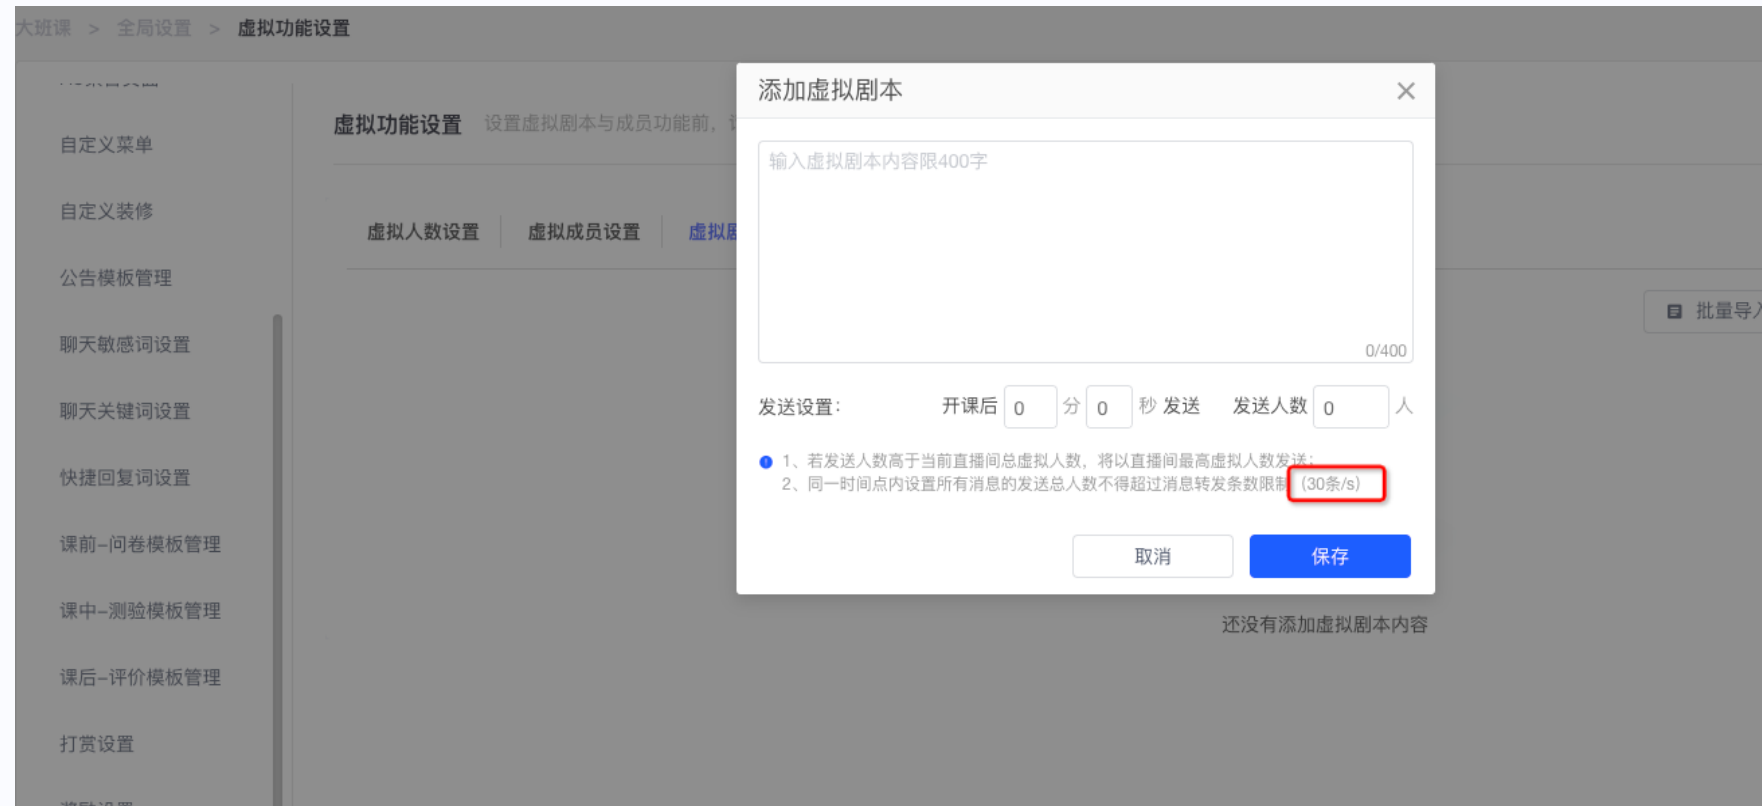 大班课 > 全局设置 > 虚拟功能设置
自定义菜单
自定义装修
公告模板管理
聊天敏感词设置
聊天关键词设置
快捷回复词设置
课前-问卷模板管理
课中-测验模板管理
课后-评价模板管理
打赏设置
虚拟功能设置 设置虚拟剧本与成员功能前,
虚拟人数设置 虚拟成员设置 虚拟
批量导
还没有添加虚拟剧本内容
添加虚拟剧本
输入虚拟剧本内容限400字
0/400
发送设置: 开课后 0 分 0 秒 发送 发送人数 0 人
1、若发送人数高于当前直播间总虚拟人数, 将以直播间最高虚拟人数发送;
2、同一时间点内设置所有消息的发送总人数不得超过消息转发条数限制 (30条/s)
取消 保存